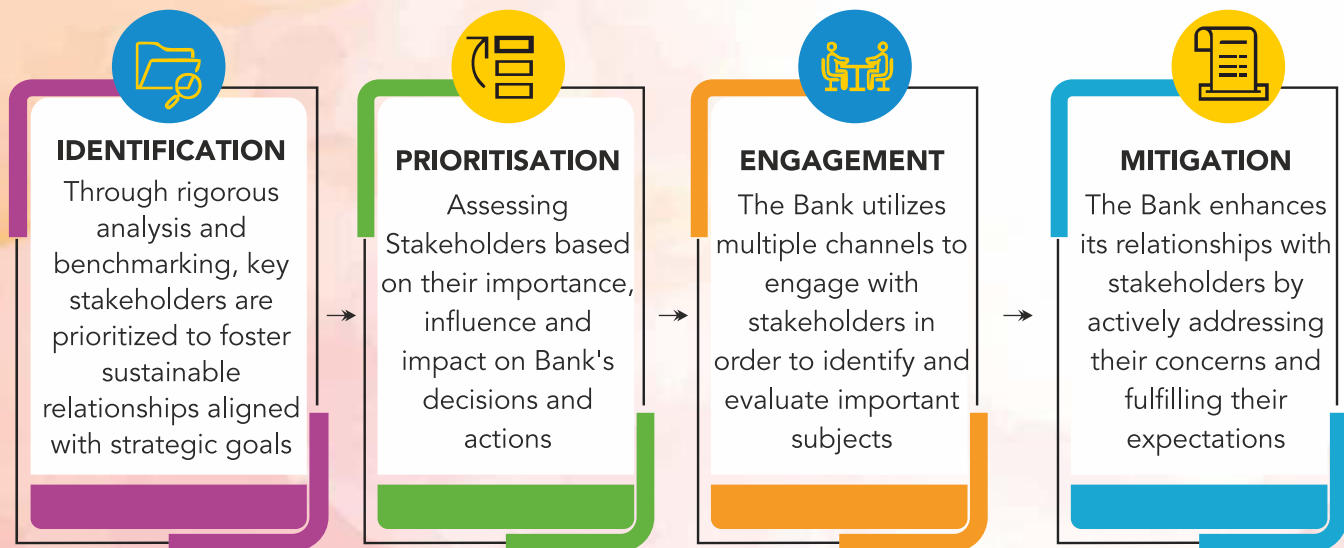 IDENTIFICATION
Through rigorous
analysis and
benchmarking, key
stakeholders are
prioritized to foster
sustainable
relationships aligned
with strategic goals
PRIORITISATION
Assessing
Stakeholders based
on their importance,
influence and
impact on Bank's
decisions and
actions
ENGAGEMENT
The Bank utilizes
multiple channels to
engage with
stakeholders in
order to identify and
evaluate important
subjects
MITIGATION
The Bank enhances
its relationships with
stakeholders by
actively addressing
their concerns and
fulfilling their
expectations